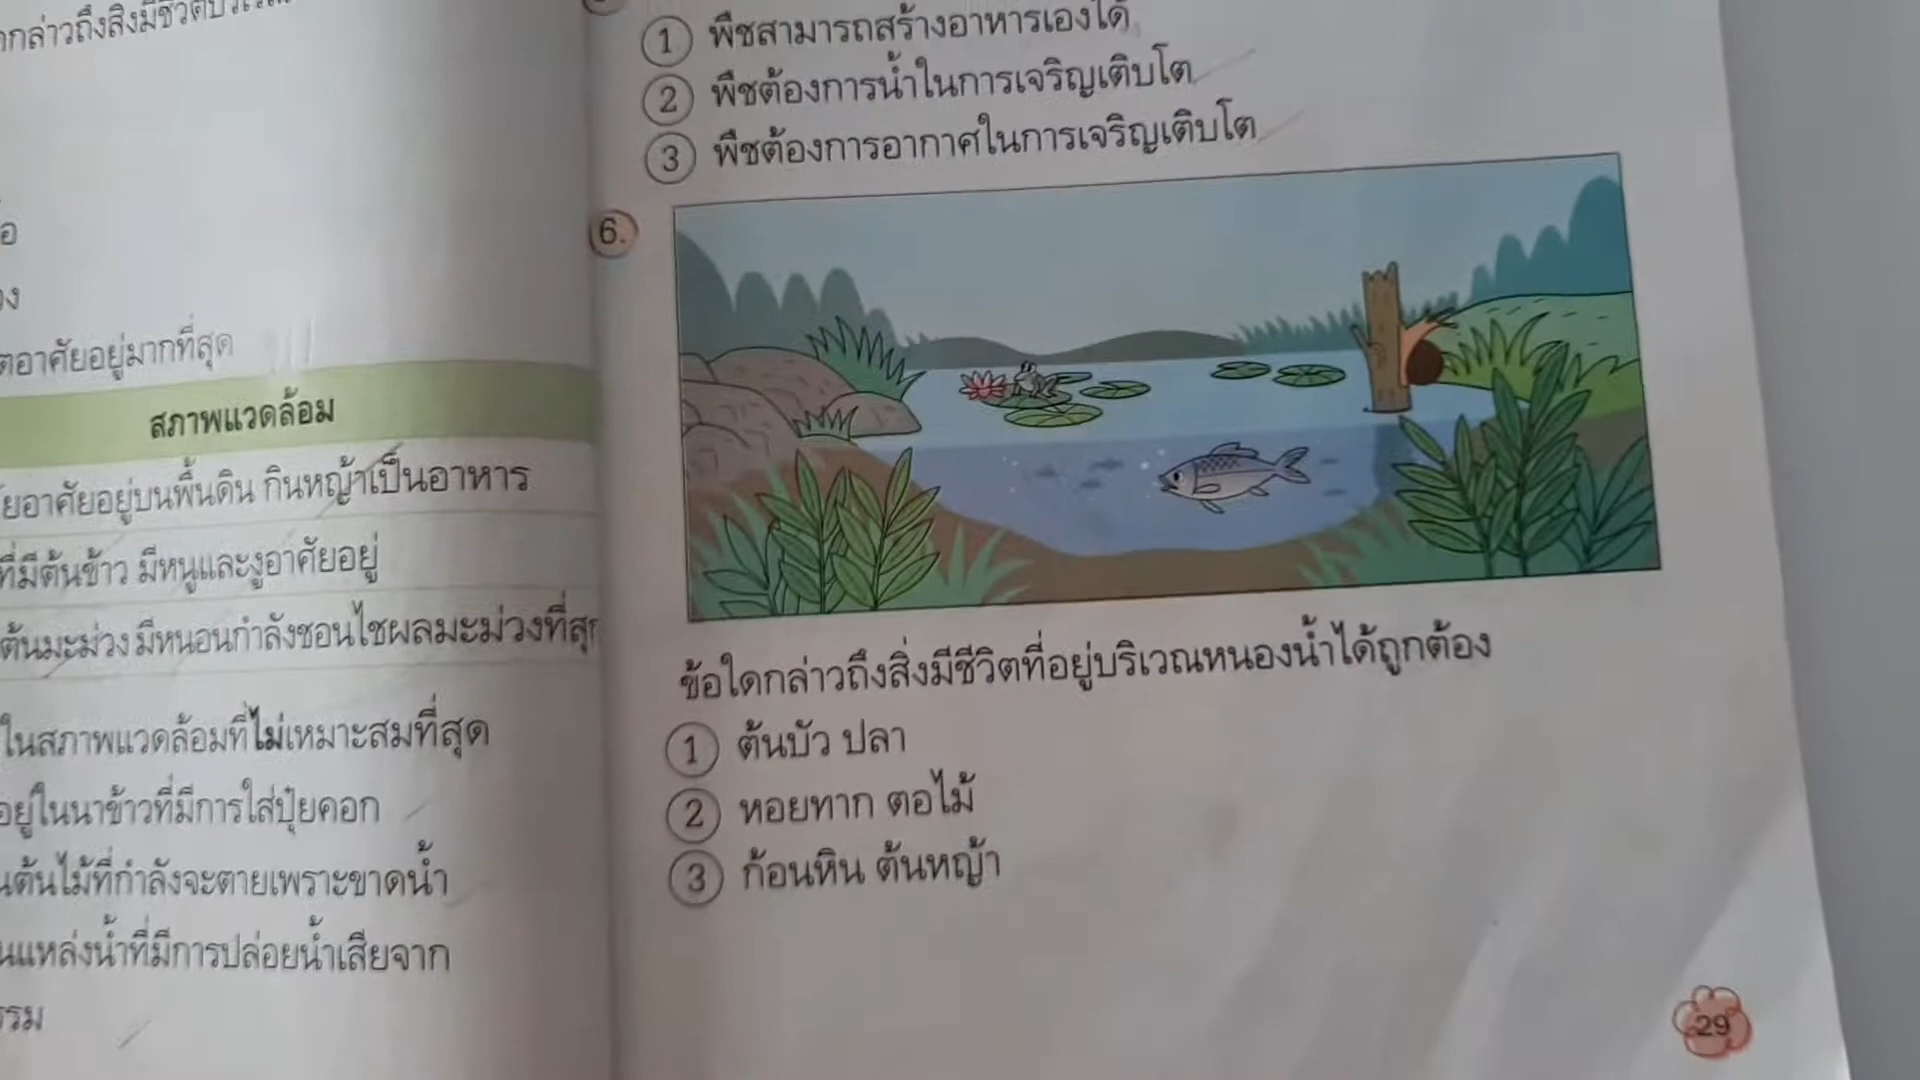 สภาพแวดล้อม
อาศัยอยู่บนพื้นดิน กินหญ้าเป็นอาหาร
ที่มีต้นข้าว มีหนูและงูอาศัยอยู่
ต้นมะม่วง มีหนอนกำลังชอนไชผลมะม่วงที่
อาศัยอยู่มากที่สุด
ในสภาพแวดล้อมที่ไม่เหมาะสมที่สุด
อยู่ในนาข้าวที่มีการใส่ปุ๋ยคอก
ต้นไม้ที่กำลังจะตายเพราะขาดน้ำ
แหล่งน้ำที่มีการปล่อยน้ำเสียจาก
1 พืชสามารถสร้างอาหารเองได้
2 พืชต้องการน้ำในการเจริญเติบโต
3 พืชต้องการอากาศในการเจริญเติบโต
6.
ข้อใดกล่าวถึงสิ่งมีชีวิตที่อยู่บริเวณหนองน้ำได้ถูกต้อง
1 ต้นบัว ปลา
2 หอยทาก ตอไม้
3 ก้อนหิน ต้นหญ้า
29